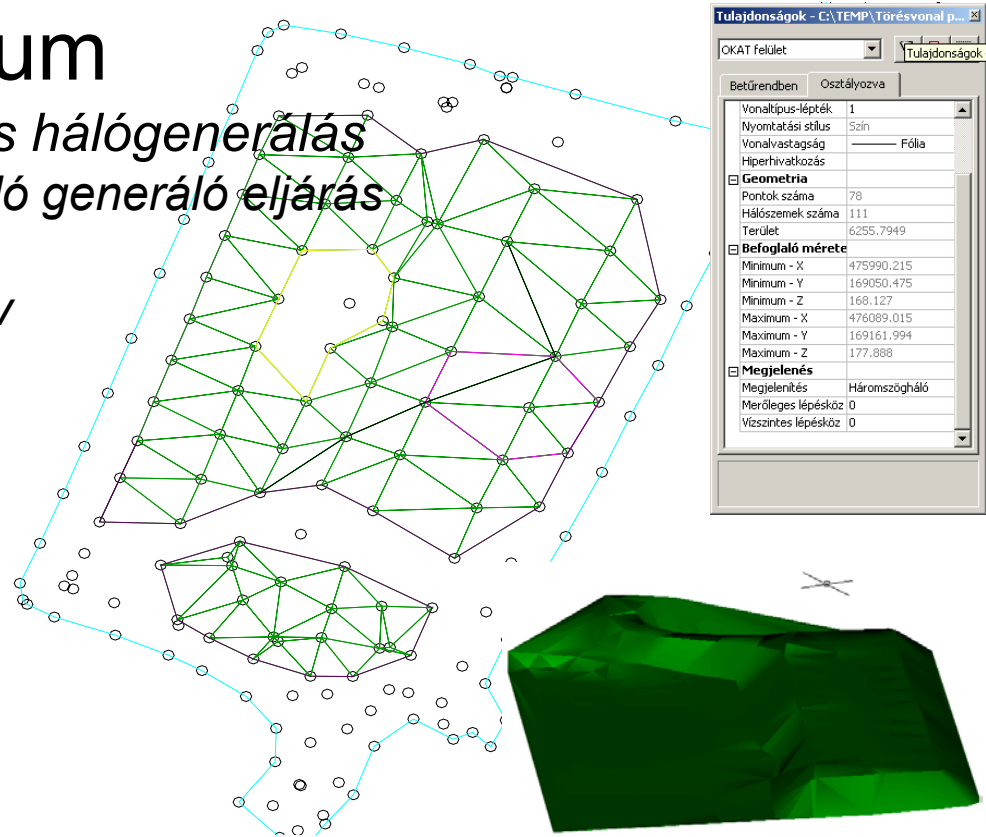 um
s hálógenerálás
ló generáló eljárás
Tulajdonságok - C:\TEMP\Törésvonal p...
OKAT felület
Tulajdonságok
Betűrendben Osztályozva
Vonaltípus-lépték 1
Nyomtatási stílus Szín
Vonalvastagság Fólia
Hiperhivatkozás
Geometria
Pontok száma 78
Hálószemek száma 111
Terület 6255.7949
Befoglaló mérete
Minimum - X 475990.215
Minimum - Y 169050.475
Minimum - Z 168.127
Maximum - X 476089.015
Maximum - Y 169161.994
Maximum - Z 177.888
Megjelenés
Megjelenítés Háromszögháló
Merőleges lépésköz 0
Vízszintes lépésköz 0